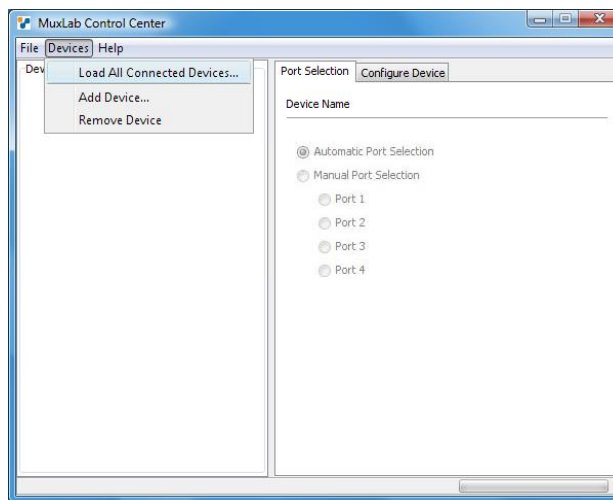 MuxLab Control Center
File Devices Help
Dev
Load All Connected Devices...
Add Device...
Remove Device
Port Selection
Configure Device
Device Name
Automatic Port Selection
Manual Port Selection
Port 1
Port 2
Port 3
Port 4